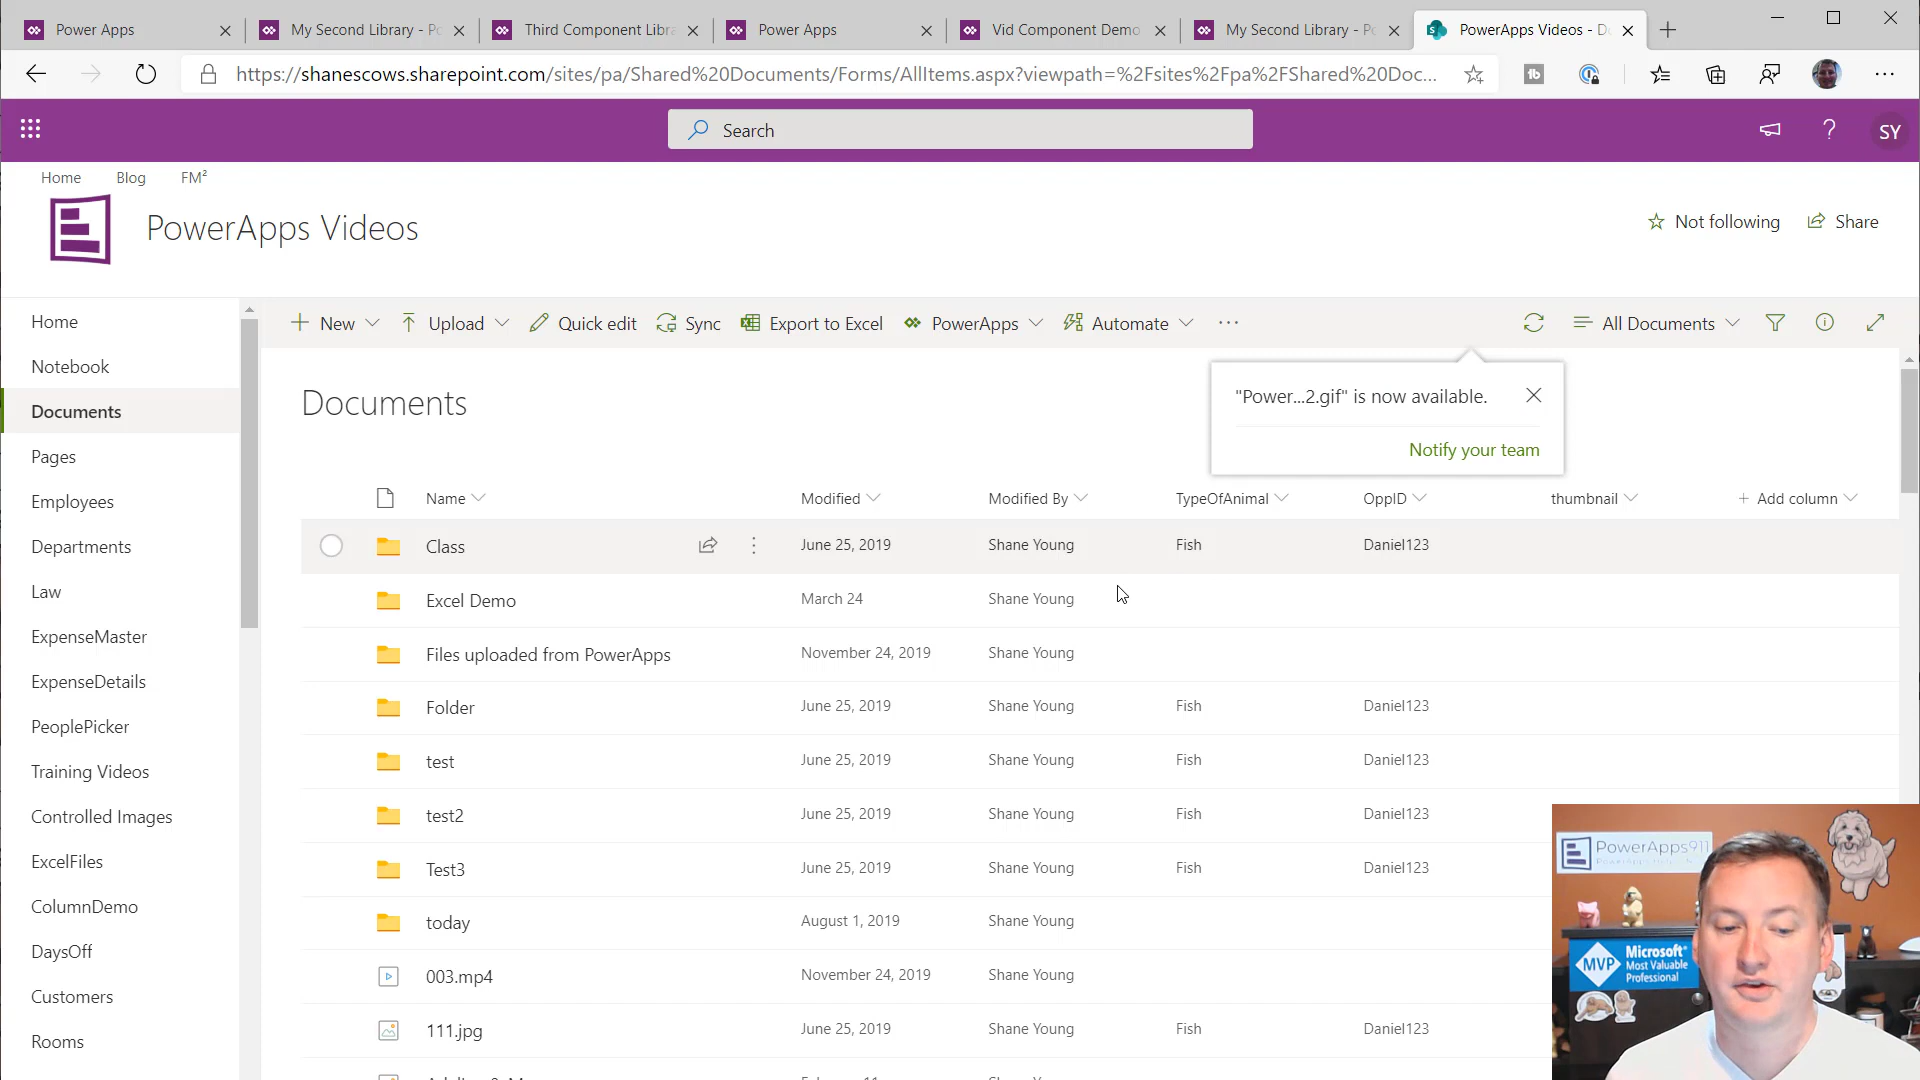 Power Apps
My Second Library - Po
Third Component Libra
Power Apps
Vid Component Demo
My Second Library - Po
PowerApps Videos - Do
https://shanescows.sharepoint.com/sites/pa/Shared%20Documents/Forms/AllItems.aspx?viewpath=%2Fsites%2Fpa%2FShared%20Doc...
Search
SY
Home
Blog
FM²
PowerApps Videos
Not following
Share
New
Upload
Quick edit
Sync
Export to Excel
PowerApps
Automate
All Documents
Home
Notebook
Documents
Pages
Employees
Departments
Law
ExpenseMaster
ExpenseDetails
PeoplePicker
Training Videos
Controlled Images
ExcelFiles
ColumnDemo
DaysOff
Customers
Rooms
Documents
"Power...2.gif" is now available.
Notify your team
Name Modified Modified By TypeOfAnimal OppID thumbnail + Add column
Class June 25, 2019 Shane Young Fish Daniel123
Excel Demo March 24 Shane Young
Files uploaded from PowerApps November 24, 2019 Shane Young
Folder June 25, 2019 Shane Young Fish Daniel123
test June 25, 2019 Shane Young Fish Daniel123
test2 June 25, 2019 Shane Young Fish Daniel123
Test3 June 25, 2019 Shane Young Fish Daniel123
today August 1, 2019 Shane Young
003.mp4 November 24, 2019 Shane Young
111.jpg June 25, 2019 Shane Young Fish Daniel123
PowerApps911
Microsoft®
MVP
Most Valuable
Professional